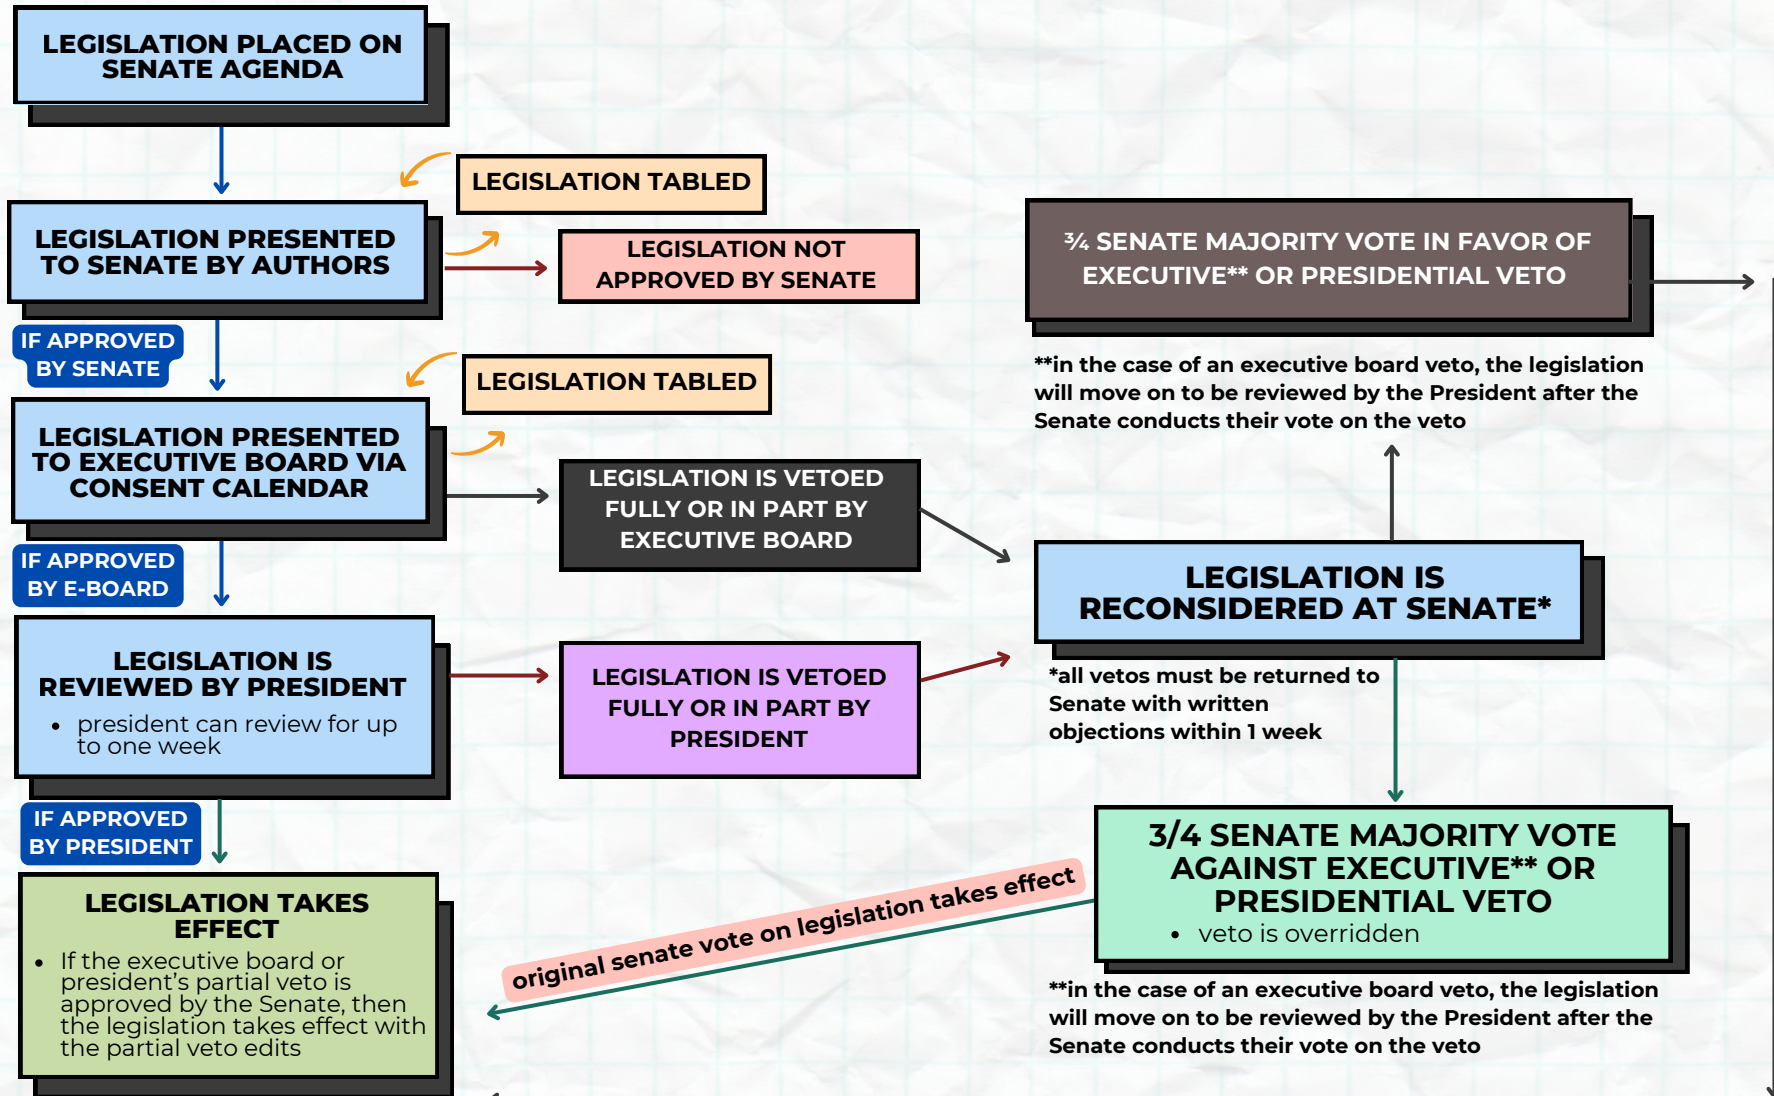 LEGISLATION PLACED ON
SENATE AGENDA
LEGISLATION TABLED
LEGISLATION PRESENTED
TO SENATE BY AUTHORS
LEGISLATION NOT
APPROVED BY SENATE
IF APPROVED
BY SENATE
LEGISLATION TABLED
LEGISLATION PRESENTED
TO EXECUTIVE BOARD VIA
CONSENT CALENDAR
LEGISLATION IS VETOED
FULLY OR IN PART BY
EXECUTIVE BOARD
IF APPROVED
BY E-BOARD
LEGISLATION IS
REVIEWED BY PRESIDENT
• president can review for up
to one week
LEGISLATION IS VETOED
FULLY OR IN PART BY
PRESIDENT
IF APPROVED
BY PRESIDENT
LEGISLATION TAKES
EFFECT
• If the executive board or
president’s partial veto is
approved by the Senate, then
the legislation takes effect with
the partial veto edits
¾ SENATE MAJORITY VOTE IN FAVOR OF
EXECUTIVE** OR PRESIDENTIAL VETO
**in the case of an executive board veto, the legislation
will move on to be reviewed by the President after the
Senate conducts their vote on the veto
LEGISLATION IS
RECONSIDERED AT SENATE*
*all vetos must be returned to
Senate with written
objections within 1 week
3/4 SENATE MAJORITY VOTE
AGAINST EXECUTIVE** OR
PRESIDENTIAL VETO
• veto is overridden
original senate vote on legislation takes effect
**in the case of an executive board veto, the legislation
will move on to be reviewed by the President after the
Senate conducts their vote on the veto